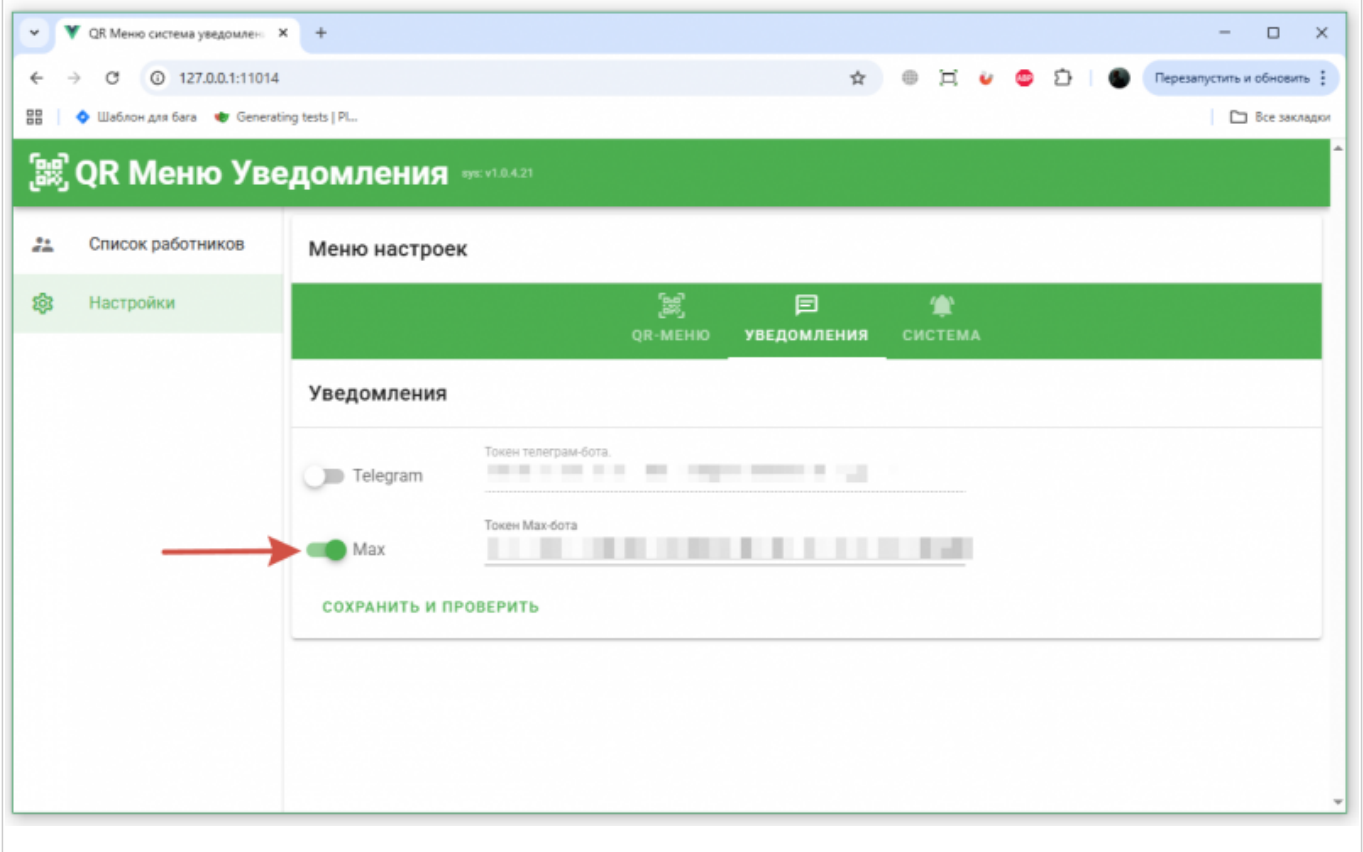 QR Меню система уведомлен
127.0.0.1:11014
ABP
Перезапустить и обновить
Шаблон для бага
Generating tests | Pl...
Все закладки
QR Меню Уведомления sys: v1.0.4.21
Список работников
Настройки
Меню настроек
QR-МЕНЮ УВЕДОМЛЕНИЯ СИСТЕМА
Уведомления
Токен телеграм-бота.
Telegram
Токен Max-бота
Max
СОХРАНИТЬ И ПРОВЕРИТЬ